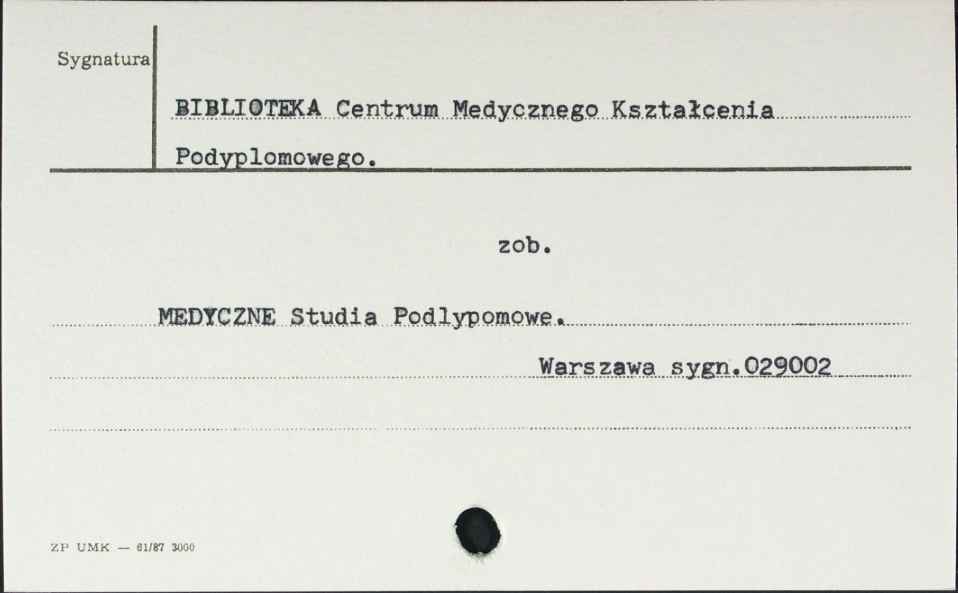 Sygnatura
BIBLIOTEKA Centrum Medycznego Kształcenia
Podyplomowego.
zob.
MEDYCZNE Studia Podlypomowe.
Warszawa sygn.029002
ZP UMK — 61/87 3000